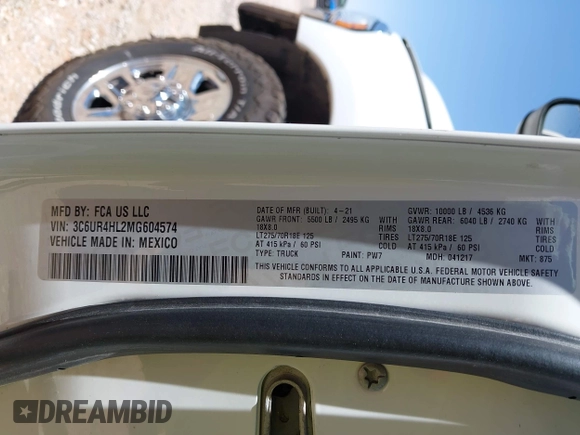 MFD BY: FCA US LLC
VIN: 3C6UR4HL2MG604574
VEHICLE MADE IN: MEXICO
DATE OF MFR (BUILT): 4-21
GAWR FRONT: 5500 LB / 2495 KG
18X8.0
LT275/70R18E 125
AT 415 kPa / 60 PSI
TYPE: TRUCK
WITH
RIMS
TIRES
COLD
PAINT: PW7
GVWR: 10000 LB / 4536 KG
GAWR REAR: 6040 LB / 2740 KG
18X8.0
LT275/70R18E 125
AT 415 kPa / 60 PSI
MDH: 041217
WITH
RIMS
TIRES
COLD
MKT: 875
THIS VEHICLE CONFORMS TO ALL APPLICABLE U.S.A. FEDERAL MOTOR VEHICLE SAFETY
STANDARDS IN EFFECT ON THE DATE OF MANUFACTURE SHOWN ABOVE.
DREAMBID